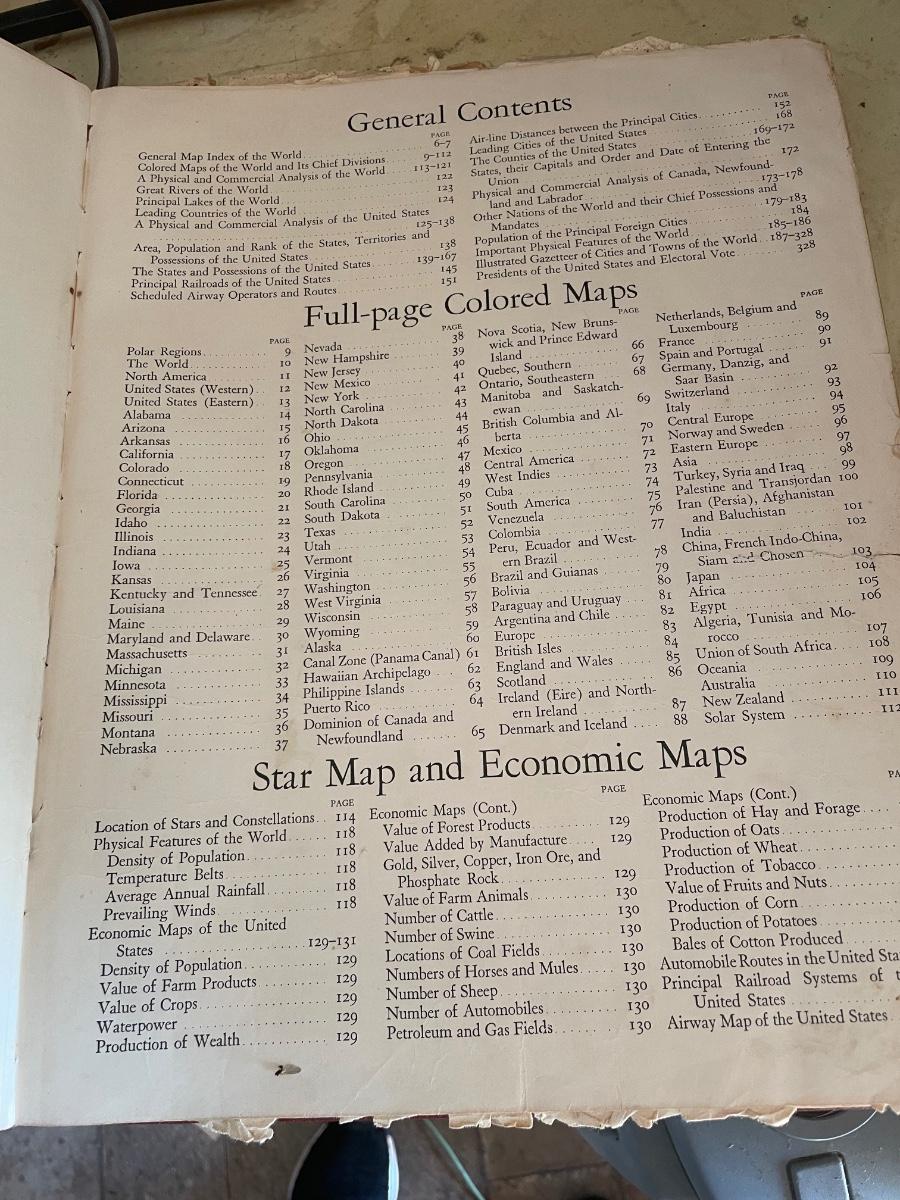 General Contents
PAGE
General Map Index of the World 6-7
Colored Maps of the World and Its Chief Divisions 9-112
A Physical and Commercial Analysis of the World 113-121
Great Rivers of the World 122
Principal Lakes of the World 123
Leading Countries of the World 124
A Physical and Commercial Analysis of the United States
125-138
Area, Population and Rank of the States, Territories and
Possessions of the United States 138
The States and Possessions of the United States 139-167
Principal Railroads of the United States 145
Scheduled Airway Operators and Routes 151
PAGE
Air-line Distances between the Principal Cities 152
Leading Cities of the United States 168
The Counties of the United States 169-172
States, their Capitals and Order and Date of Entering the
Union 172
Physical and Commercial Analysis of Canada, Newfound-
land and Labrador 173-178
Other Nations of the World and their Chief Possessions and
Mandates 179-183
Population of the Principal Foreign Cities 184
Important Physical Features of the World 185-186
Illustrated Gazetteer of Cities and Towns of the World 187-328
Presidents of the United States and Electoral Vote 328
Full-page Colored Maps
PAGE
Polar Regions 9
The World 10
North America 11
United States (Western) 12
United States (Eastern) 13
Alabama 14
Arizona 15
Arkansas 16
California 17
Colorado 18
Connecticut 19
Florida 20
Georgia 21
Idaho 22
Illinois 23
Indiana 24
Iowa 25
Kansas 26
Kentucky and Tennessee 27
Louisiana 28
Maine 29
Maryland and Delaware 30
Massachusetts 31
Michigan 32
Minnesota 33
Mississippi 34
Missouri 35
Montana 36
Nebraska 37
PAGE
Nevada 38
New Hampshire 39
New Jersey 40
New Mexico 41
New York 42
North Carolina 43
North Dakota 44
Ohio 45
Oklahoma 46
Oregon 47
Pennsylvania 48
Rhode Island 49
South Carolina 50
South Dakota 51
Texas 52
Utah 53
Vermont 54
Virginia 55
Washington 56
West Virginia 57
Wisconsin 58
Wyoming 59
Alaska 60
Canal Zone (Panama Canal) 61
Hawaiian Archipelago 62
Philippine Islands 63
Puerto Rico 64
Dominion of Canada and
Newfoundland 65
PAGE
Nova Scotia, New Bruns-
wick and Prince Edward
Island 66
Quebec, Southern 67
Ontario, Southeastern 68
Manitoba and Saskatch-
ewan 69
British Columbia and Al-
berta 70
Mexico 71
Central America 72
West Indies 73
Cuba 74
South America 75
Venezuela 76
Colombia 77
Peru, Ecuador and West-
ern Brazil 78
Brazil and Guianas 79
Bolivia 80
Paraguay and Uruguay 81
Argentina and Chile 82
Europe 83
British Isles 84
England and Wales 85
Scotland 86
Ireland (Eire) and North-
ern Ireland 87
Denmark and Iceland 88
PAGE
Netherlands, Belgium and
Luxembourg 89
France 90
Spain and Portugal 91
Germany, Danzig, and
Saar Basin 92
Switzerland 93
Italy 94
Central Europe 95
Norway and Sweden 96
Eastern Europe 97
Asia 98
Turkey, Syria and Iraq 99
Palestine and Transjordan 100
Iran (Persia), Afghanistan
and Baluchistan 101
India 102
China, French Indo-China,
Siam and Chosen 103
Japan 104
Africa 105
Egypt 106
Algeria, Tunisia and Mo-
rocco 107
Union of South Africa 108
Oceania 109
Australia 110
New Zealand 111
Solar System 112
Star Map and Economic Maps
PAGE
Location of Stars and Constellations 114
Physical Features of the World 118
Density of Population 118
Temperature Belts 118
Average Annual Rainfall 118
Prevailing Winds 118
Economic Maps of the United
States 129-131
Density of Population 129
Value of Farm Products 129
Value of Crops 129
Waterpower 129
Production of Wealth 129
PAGE
Economic Maps (Cont.)
Value of Forest Products 129
Value Added by Manufacture 129
Gold, Silver, Copper, Iron Ore, and
Phosphate Rock 129
Value of Farm Animals 130
Number of Cattle 130
Number of Swine 130
Locations of Coal Fields 130
Numbers of Horses and Mules 130
Number of Sheep 130
Number of Automobiles 130
Petroleum and Gas Fields 130
PA
Economic Maps (Cont.)
Production of Hay and Forage
Production of Oats
Production of Wheat
Production of Tobacco
Value of Fruits and Nuts
Production of Corn
Production of Potatoes
Bales of Cotton Produced
Automobile Routes in the United Sta
Principal Railroad Systems of t
United States
Airway Map of the United States